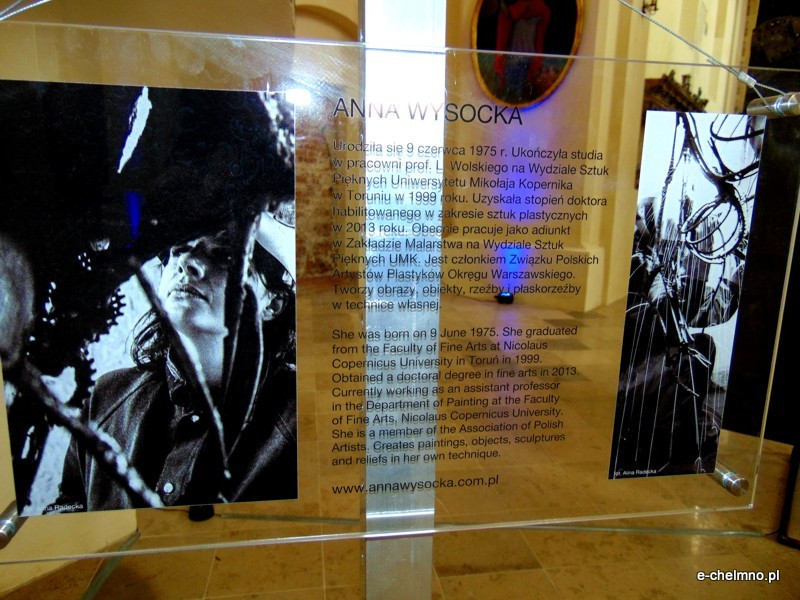 ANNA WYSOCKA
Urodziła się 9 czerwca 1975 r. Ukończyła studia
w pracowni prof. L. Wolskiego na Wydziale Sztuk
Pięknych Uniwersytetu Mikołaja Kopernika
w Toruniu w 1999 roku. Uzyskała stopień doktora
habilitowanego w zakresie sztuk plastycznych
w 2013 roku. Obecnie pracuje jako adiunkt
w Zakładzie Malarstwa na Wydziale Sztuk
Pięknych UMK. Jest członkiem Związku Polskich
Artystów Plastyków Okręgu Warszawskiego.
Tworzy obrazy, obiekty, rzeźby i płaskorzeźby
w technice własnej.
She was born on 9 June 1975. She graduated
from the Faculty of Fine Arts at Nicolaus
Copernicus University in Toruń in 1999.
Obtained a doctoral degree in fine arts in 2013.
Currently working as an assistant professor
in the Department of Painting at the Faculty
of Fine Arts, Nicolaus Copernicus University.
She is a member of the Association of Polish
Artists. Creates paintings, objects, sculptures
and reliefs in her own technique.
www.annawysocka.com.pl
Radecka
fot. Alina Radecka
e-chelmno.pl